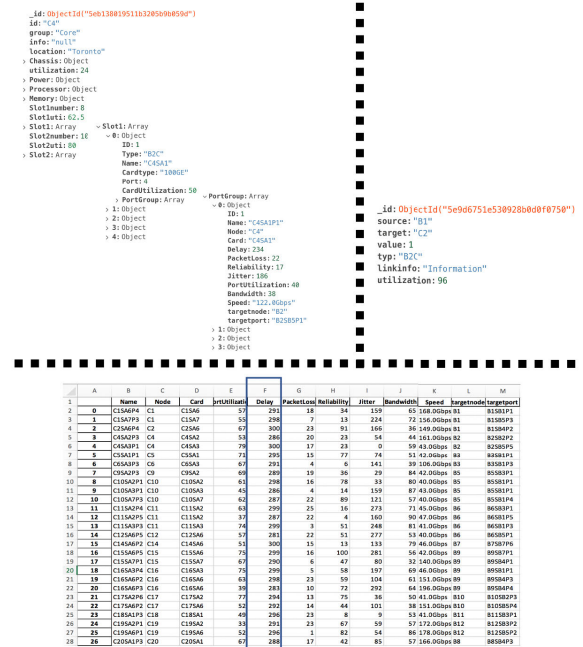 _id: ObjectId("5eb138019511b3205b9b059d")
id: "C4"
group: "Core"
info: "null"
location: "Toronto"
> Chassis: Object
utilization: 24
> Power: Object
> Processor: Object
> Memory: Object
Slot1number: 8
Slot1uti: 62.5
> Slot1: Array
Slot2number: 10
Slot2uti: 80
> Slot2: Array
Slot1: Array
0: Object
ID: 1
Type: "B2C"
Name: "C4SA1"
Cardtype: "100GE"
Port: 4
CardUtilization: 50
> PortGroup: Array
> 1: Object
> 2: Object
> 3: Object
> 4: Object
PortGroup: Array
0: Object
ID: 1
Name: "C4SA1P1"
Node: "C4"
Card: "C4SA1"
Delay: 234
PacketLoss: 22
Reliability: 17
Jitter: 186
PortUtilization: 40
Bandwidth: 38
Speed: "122.0Gbps"
targetnode: "B2"
targetport: "B2SB5P1"
> 1: Object
> 2: Object
> 3: Object
_id: ObjectId("5e9d6751e530928b0d0f0750")
source: "B1"
target: "C2"
value: 1
typ: "B2C"
linkinfo: "Information"
utilization: 96
A B C D E F G H I J K L M
1 Name Node Card ortUtilizatio Delay PacketLoss Reliability Jitter Bandwidth Speed targetnode targetport
2 0 C1SA6P4 C1 C1SA6 57 291 18 34 159 65 168.0Gbps B1 B1SB1P1
3 1 C1SA7P3 C1 C1SA7 55 298 7 13 224 72 156.0Gbps B1 B1SB1P1
4 2 C2SA6P4 C2 C2SA6 67 300 23 91 166 36 149.0Gbps B1 B1SB4P2
5 3 C4SA2P2 C4 C4SA2 53 286 20 23 54 44 161.0Gbps B2 B2SB2P2
6 4 C4SA3P1 C4 C4SA3 79 300 17 23 0 59 43.0Gbps B2 B2SB5P5
7 5 C5SA1P1 C5 C5SA1 71 295 15 77 74 51 42.0Gbps B3 B3SB1P1
8 6 C6SA3P3 C6 C6SA3 67 291 4 6 141 39 106.0Gbps B3 B3SB1P3
9 7 C9SA2P3 C9 C9SA2 69 289 19 36 29 84 42.0Gbps B5 B5SB3P1
10 8 C10SA2P1 C10 C10SA2 61 298 16 78 33 80 40.0Gbps B5 B5SB1P1
11 9 C10SA3P1 C10 C10SA3 45 286 4 14 159 87 43.0Gbps B5 B5SB1P1
12 10 C10SA7P3 C10 C10SA7 62 287 22 89 121 57 40.0Gbps B5 B5SB1P4
13 11 C11SA2P4 C11 C11SA2 63 299 25 16 273 71 45.0Gbps B6 B6SB3P1
14 12 C11SA2P5 C11 C11SA2 37 287 22 4 160 90 47.0Gbps B6 B6SB1P5
15 13 C11SA3P3 C11 C11SA3 74 299 3 51 248 81 41.0Gbps B6 B6SB1P3
16 14 C12SA6P5 C12 C12SA6 57 281 22 51 277 53 40.0Gbps B6 B6SB5P1
17 15 C14SA6P2 C14 C14SA6 51 300 15 13 133 79 46.0Gbps B7 B7SB7P6
18 16 C15SA6P5 C15 C15SA6 75 299 16 100 281 56 42.0Gbps B9 B9SB7P1
19 17 C15SA7P1 C15 C15SA7 67 290 6 47 80 32 140.0Gbps B9 B9SB4P1
20 18 C16SA3P4 C16 C16SA3 75 299 5 58 197 69 46.0Gbps B9 B9SB1P1
21 19 C16SA6P2 C16 C16SA6 63 298 23 59 104 61 151.0Gbps B9 B9SB4P3
22 20 C16SA6P3 C16 C16SA6 39 283 10 72 292 64 196.0Gbps B9 B9SB4P3
23 21 C17SA2P6 C17 C17SA2 77 294 13 75 36 50 41.0Gbps B10 B10SB2P3
24 22 C17SA6P2 C17 C17SA6 52 292 14 44 101 38 151.0Gbps B10 B10SB5P4
25 23 C18SA1P3 C18 C18SA1 49 296 23 8 9 53 41.0Gbps B11 B11SB3P1
26 24 C19SA2P1 C19 C19SA2 33 291 23 67 59 57 172.0Gbps B12 B12SB3P2
27 25 C19SA6P1 C19 C19SA6 52 296 1 82 54 86 178.0Gbps B12 B12SB5P2
28 26 C20SA1P3 C20 C20SA1 67 288 17 42 85 57 166.0Gbps B8 B8SB4P3